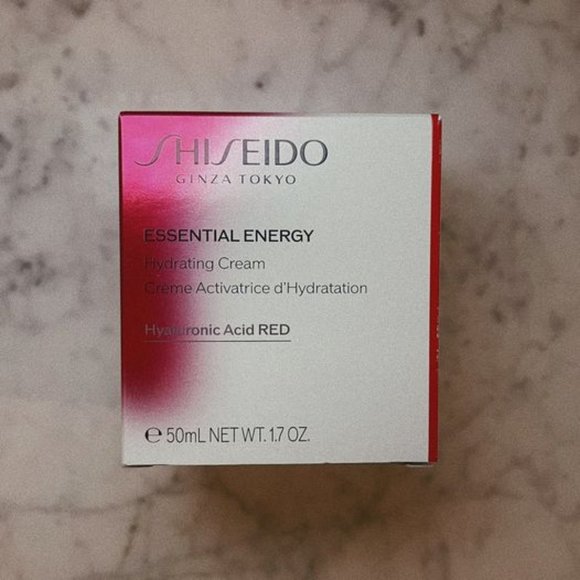 SHISEIDO
GINZA TOKYO
ESSENTIAL ENERGY
Hydrating Cream
Crème Activatrice d'Hydratation
Hyaluronic Acid RED
℮ 50mL NET WT. 1.7 OZ.